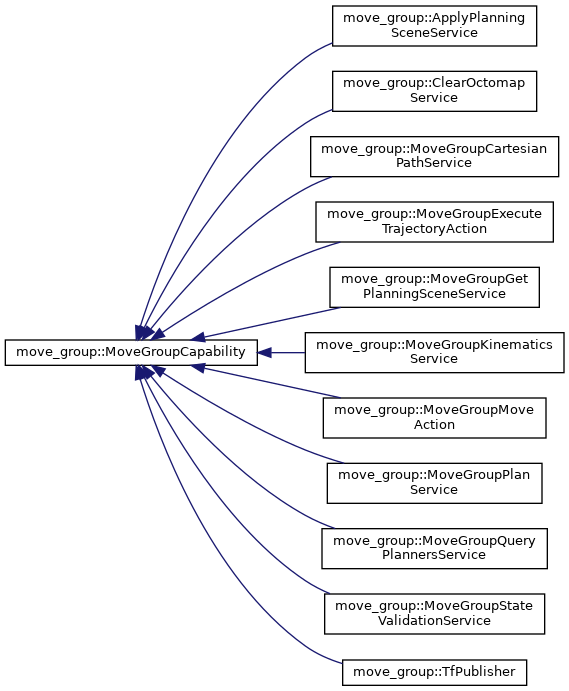 move_group::ApplyPlanning
SceneService
move_group::ClearOctomap
Service
move_group::MoveGroupCartesian
PathService
move_group::MoveGroupExecute
TrajectoryAction
move_group::MoveGroupGet
PlanningSceneService
move_group::MoveGroupCapability
move_group::MoveGroupKinematics
Service
move_group::MoveGroupMove
Action
move_group::MoveGroupPlan
Service
move_group::MoveGroupQuery
PlannersService
move_group::MoveGroupState
ValidationService
move_group::TfPublisher